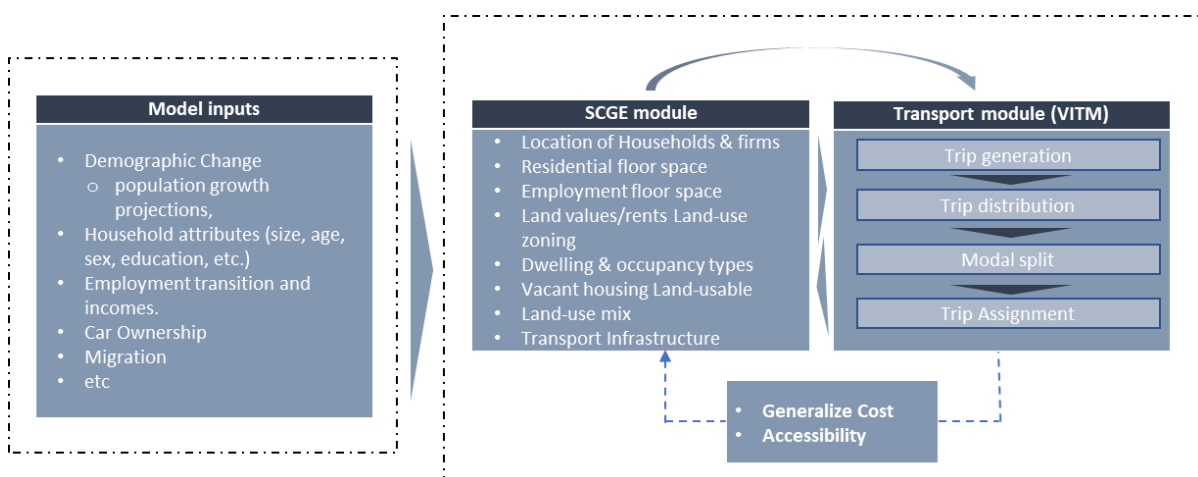 Model inputs
• Demographic Change
o population growth
projections,
• Household attributes (size, age,
sex, education, etc.)
• Employment transition and
incomes.
• Car Ownership
• Migration
• etc
SCGE module
• Location of Households & firms
• Residential floor space
• Employment floor space
• Land values/rents Land-use
zoning
• Dwelling & occupancy types
• Vacant housing Land-usable
• Land-use mix
• Transport Infrastructure
Transport module (VITM)
Trip generation
Trip distribution
Modal split
Trip Assignment
• Generalize Cost
• Accessibility